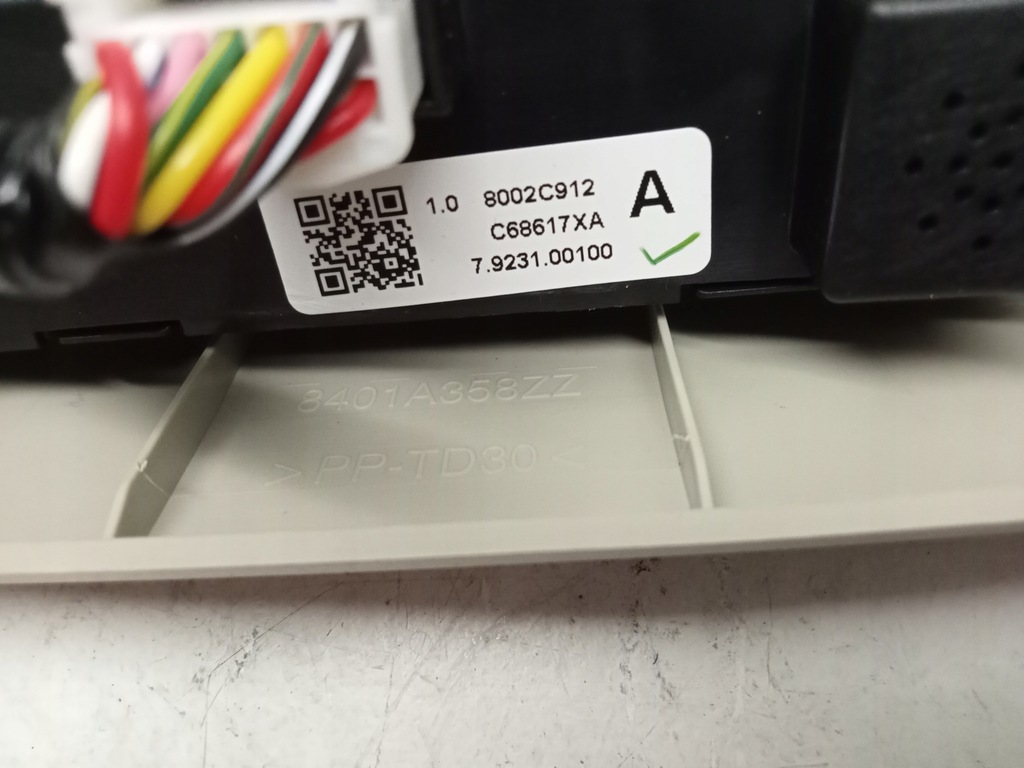 1.0 8002C912
C68617XA
7.9231.00100
A
8401A358ZZ
>PP-TD30<